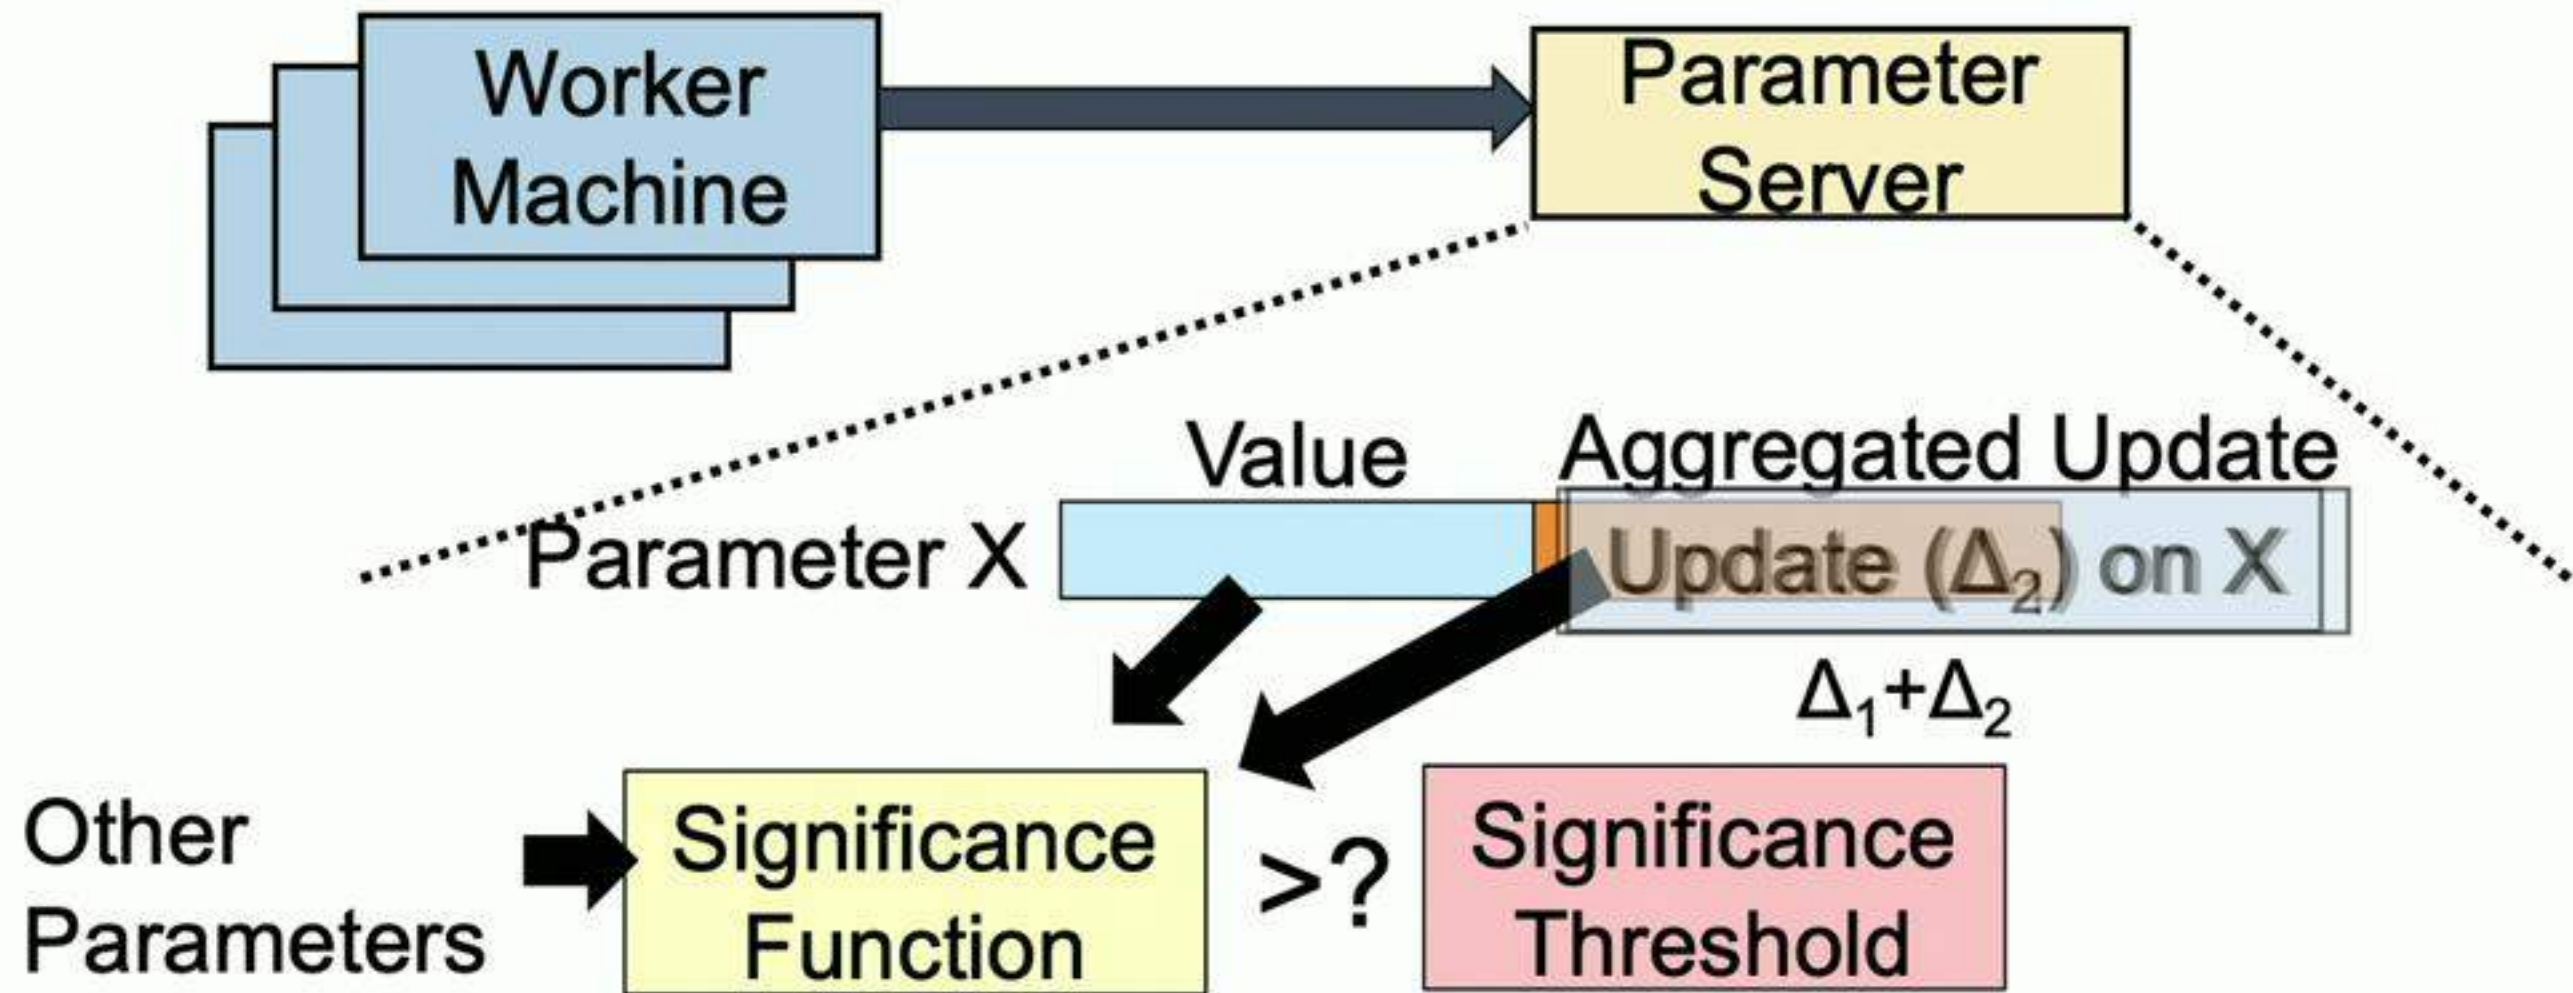 Worker
Machine
Parameter
Server
Value
Aggregated Update
Parameter X
Update (Δ₂) on X
Δ₁+Δ₂
Other
Parameters
Significance
Function
>?
Significance
Threshold